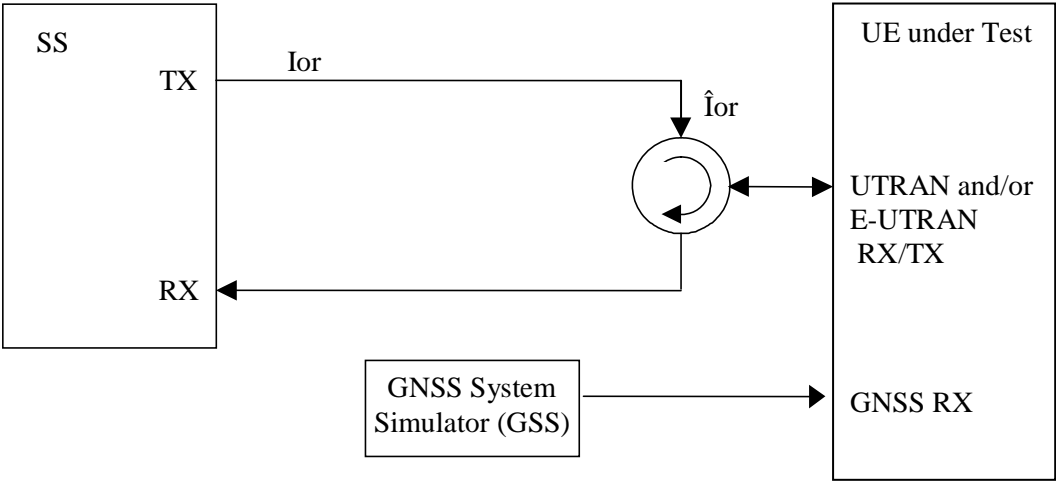 SS
TX
Ior
Îor
RX
UE under Test
UTRAN and/or
E-UTRAN
RX/TX
GNSS RX
GNSS System
Simulator (GSS)